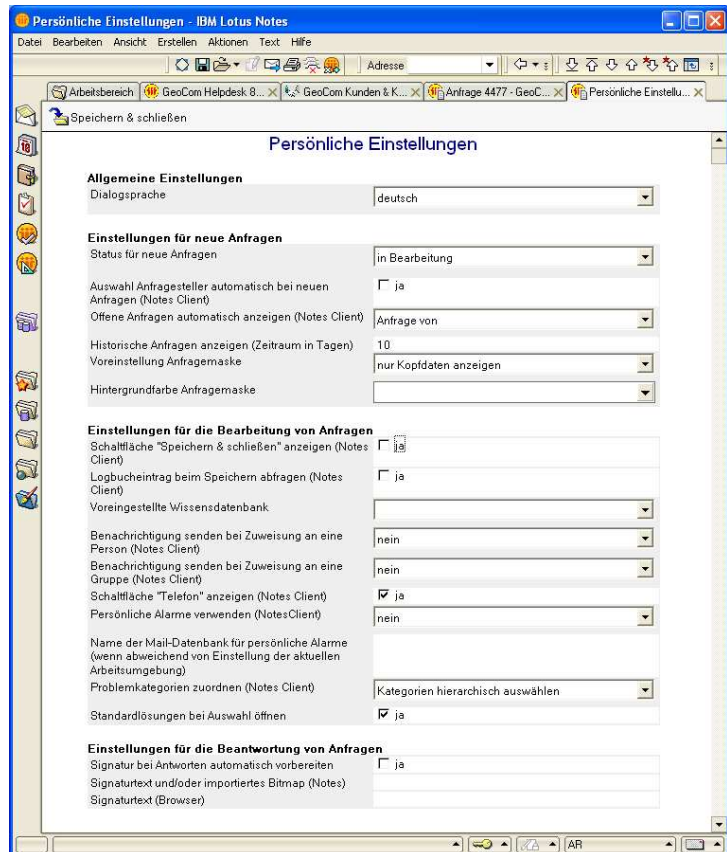 Persönliche Einstellungen - IBM Lotus Notes
Datei Bearbeiten Ansicht Erstellen Aktionen Text Hilfe
Adresse
Arbeitsbereich GeoCom Helpdesk 8... GeoCom Kunden & K... Anfrage 4477 - GeoC... Persönliche Einstellu...
Speichern & schließen
Persönliche Einstellungen
Allgemeine Einstellungen
Dialogsprache deutsch
Einstellungen für neue Anfragen
Status für neue Anfragen in Bearbeitung
Auswahl Anfragesteller automatisch bei neuen ja
Anfragen (Notes Client)
Offene Anfragen automatisch anzeigen (Notes Client) Anfrage von
Historische Anfragen anzeigen (Zeitraum in Tagen) 10
Voreinstellung Anfragemaske nur Kopfdaten anzeigen
Hintergrundfarbe Anfragemaske
Einstellungen für die Bearbeitung von Anfragen
Schaltfläche "Speichern & schließen" anzeigen (Notes ja
Client)
Logbucheintrag beim Speichern abfragen (Notes ja
Client)
Voreingestellte Wissensdatenbank
Benachrichtigung senden bei Zuweisung an eine nein
Person (Notes Client)
Benachrichtigung senden bei Zuweisung an eine nein
Gruppe (Notes Client)
Schaltfläche "Telefon" anzeigen (Notes Client) ja
Persönliche Alarme verwenden (NotesClient) nein
Name der Mail-Datenbank für persönliche Alarme
(wenn abweichend von Einstellung der aktuellen
Arbeitsumgebung)
Problemkategorien zuordnen (Notes Client) Kategorien hierarchisch auswählen
Standardlösungen bei Auswahl öffnen ja
Einstellungen für die Beantwortung von Anfragen
Signatur bei Antworten automatisch vorbereiten ja
Signaturtext und/oder importiertes Bitmap (Notes)
Signaturtext (Browser)
AR